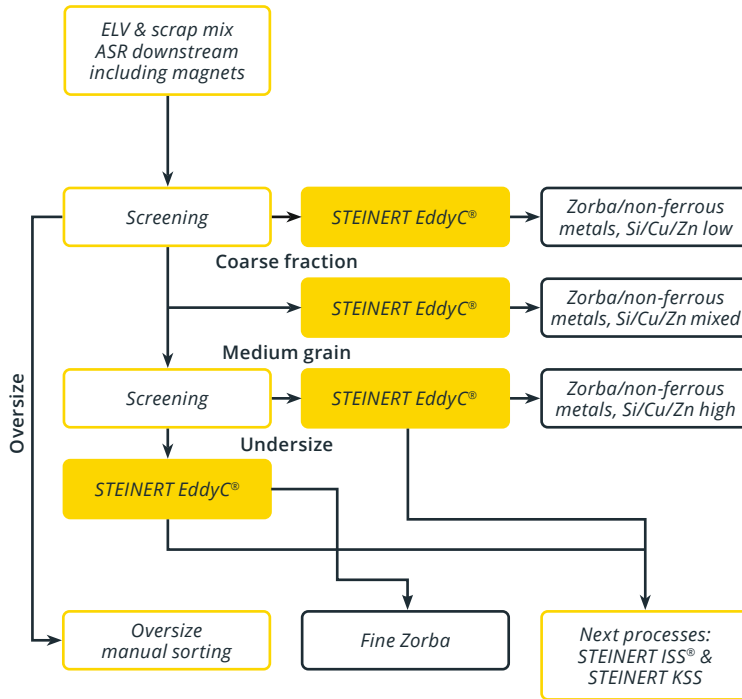 ELV & scrap mix
ASR downstream
including magnets
Screening
STEINERT EddyC®
Zorba/non-ferrous
metals, Si/Cu/Zn low
Coarse fraction
STEINERT EddyC®
Zorba/non-ferrous
metals, Si/Cu/Zn mixed
Medium grain
Screening
STEINERT EddyC®
Zorba/non-ferrous
metals, Si/Cu/Zn high
Oversize
Undersize
STEINERT EddyC®
Oversize
manual sorting
Fine Zorba
Next processes:
STEINERT ISS® &
STEINERT KSS